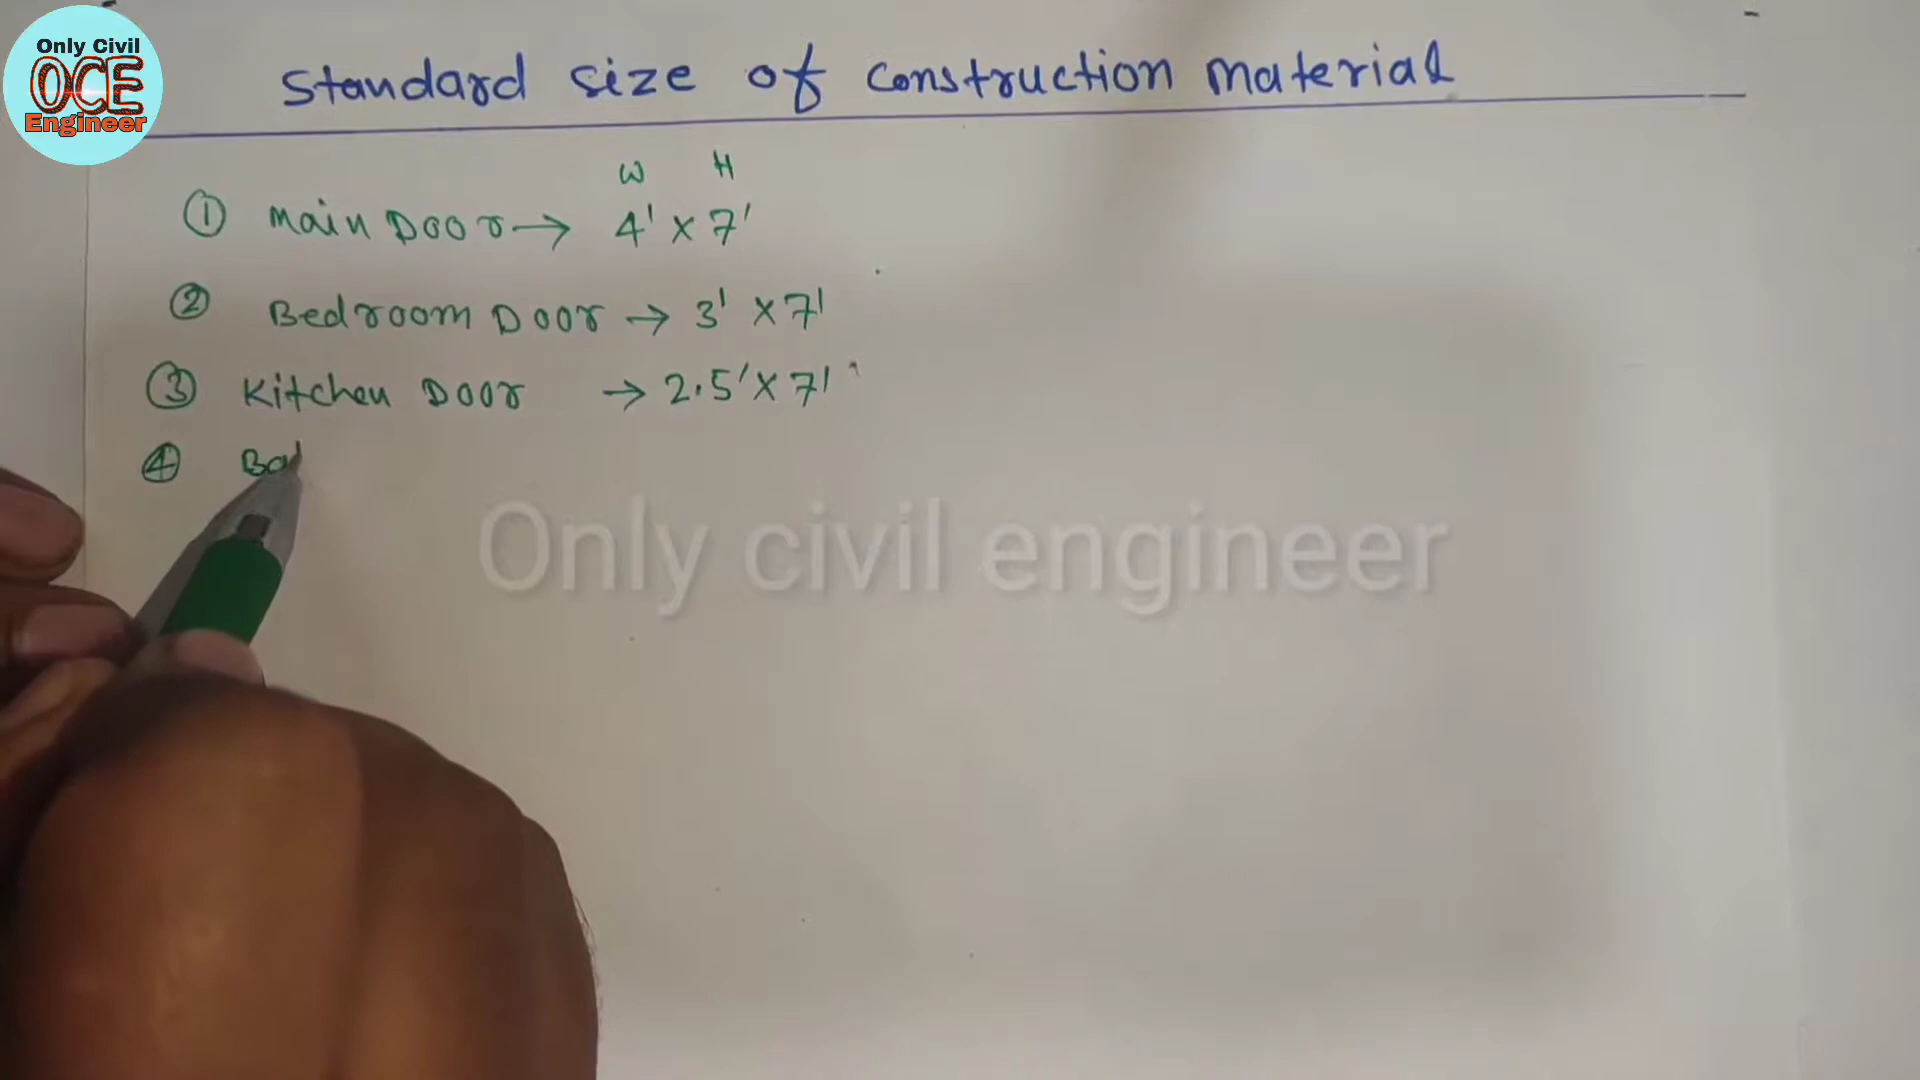 Only Civil
OCE
Engineer
Standard size of construction material
W H
① Main Door → 4' x 7'
② Bedroom Door → 3' x 7'
③ Kitchen Door → 2.5' x 7'
④ Ba
Only civil engineer